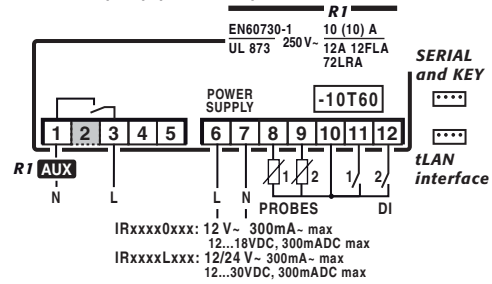 R1
EN60730-1
UL 873
250 V~
10 (10) A
12A 12FLA
72LRA
SERIAL
and KEY
POWER
SUPPLY
-10T60
1 2 3 4 5 6 7 8 9 10 11 12
R1 AUX
N L L N
1 2 1 2
PROBES DI
tLAN
interface
IRxxxx0xxx: 12 V~ 300mA~ max
12...18VDC, 300mADC max
IRxxxxLxxx: 12/24 V~ 300mA~ max
12...30VDC, 300mADC max